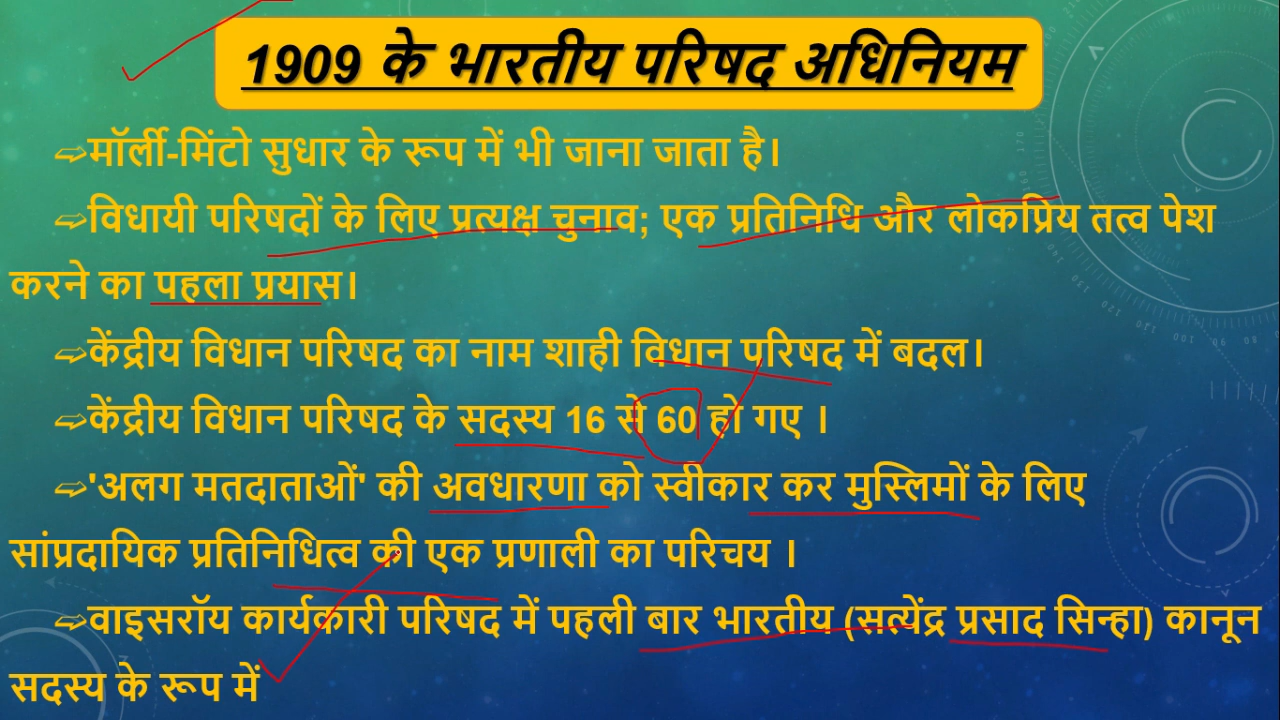 1909 के भारतीय परिषद अधिनियम
⇨मॉर्ली-मिंटो सुधार के रूप में भी जाना जाता है।
⇨विधायी परिषदों के लिए प्रत्यक्ष चुनाव; एक प्रतिनिधि और लोकप्रिय तत्व पेश
करने का पहला प्रयास।
⇨केंद्रीय विधान परिषद का नाम शाही विधान परिषद में बदल।
⇨केंद्रीय विधान परिषद के सदस्य 16 से 60 हो गए ।
⇨'अलग मतदाताओं' की अवधारणा को स्वीकार कर मुस्लिमों के लिए
सांप्रदायिक प्रतिनिधित्व की एक प्रणाली का परिचय ।
⇨वाइसरॉय कार्यकारी परिषद में पहली बार भारतीय (सत्येंद्र प्रसाद सिन्हा) कानून
सदस्य के रूप में